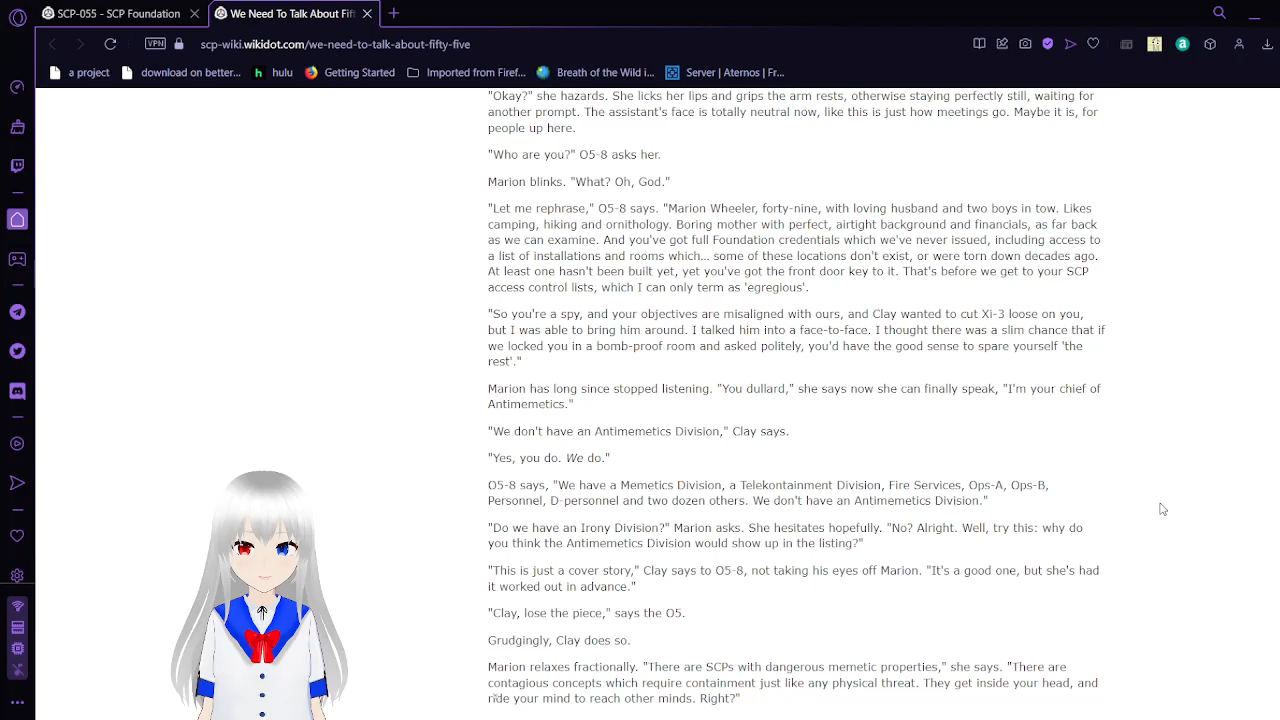 SCP-055 - SCP Foundation
We Need To Talk About Fift
VPN
scp-wiki.wikidot.com/we-need-to-talk-about-fifty-five
a project
download on better...
hulu
Getting Started
Imported from Firef...
Breath of the Wild i...
Server | Aternos | Fr...
"Okay?" she hazards. She licks her lips and grips the arm rests, otherwise staying perfectly still, waiting for
another prompt. The assistant's face is totally neutral now, like this is just how meetings go. Maybe it is, for
people up here.
"Who are you?" O5-8 asks her.
Marion blinks. "What? Oh, God."
"Let me rephrase," O5-8 says. "Marion Wheeler, forty-nine, with loving husband and two boys in tow. Likes
camping, hiking and ornithology. Boring mother with perfect, airtight background and financials, as far back
as we can examine. And you've got full Foundation credentials which we've never issued, including access to
a list of installations and rooms which... some of these locations don't exist, or were torn down decades ago.
At least one hasn't been built yet, yet you've got the front door key to it. That's before we get to your SCP
access control lists, which I can only term as 'egregious'.
"So you're a spy, and your objectives are misaligned with ours, and Clay wanted to cut Xi-3 loose on you,
but I was able to bring him around. I talked him into a face-to-face. I thought there was a slim chance that if
we locked you in a bomb-proof room and asked politely, you'd have the good sense to spare yourself 'the
rest'."
Marion has long since stopped listening. "You dullard," she says now she can finally speak, "I'm your chief of
Antimemetics."
"We don't have an Antimemetics Division," Clay says.
"Yes, you do. We do."
O5-8 says, "We have a Memetics Division, a Telekontainment Division, Fire Services, Ops-A, Ops-B,
Personnel, D-personnel and two dozen others. We don't have an Antimemetics Division."
"Do we have an Irony Division?" Marion asks. She hesitates hopefully. "No? Alright. Well, try this: why do
you think the Antimemetics Division would show up in the listing?"
"This is just a cover story," Clay says to O5-8, not taking his eyes off Marion. "It's a good one, but she's had
it worked out in advance."
"Clay, lose the piece," says the O5.
Grudgingly, Clay does so.
Marion relaxes fractionally. "There are SCPs with dangerous memetic properties," she says. "There are
contagious concepts which require containment just like any physical threat. They get inside your head, and
ride your mind to reach other minds. Right?"